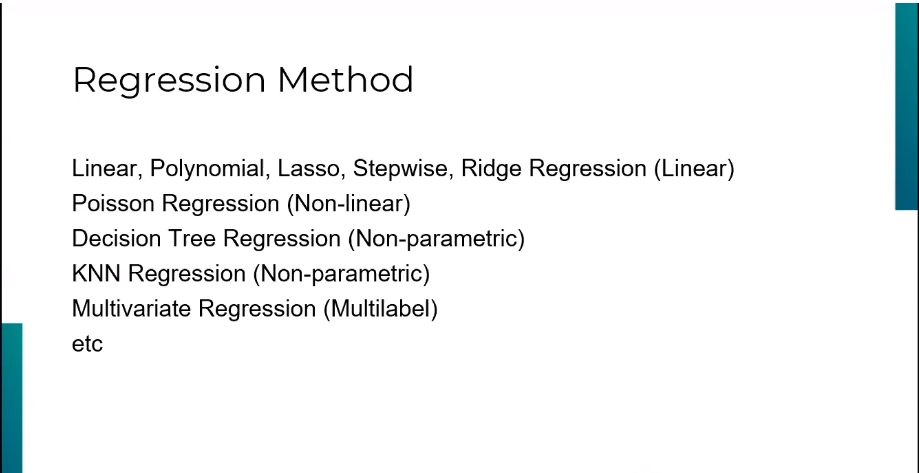 Regression Method
Linear, Polynomial, Lasso, Stepwise, Ridge Regression (Linear)
Poisson Regression (Non-linear)
Decision Tree Regression (Non-parametric)
KNN Regression (Non-parametric)
Multivariate Regression (Multilabel)
etc